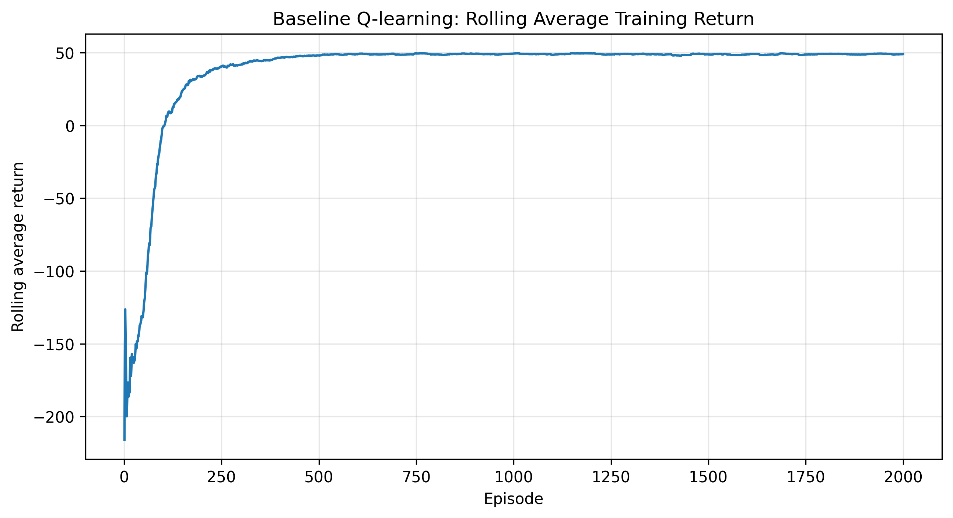 Baseline Q-learning: Rolling Average Training Return
Rolling average return
50
0
−50
−100
−150
−200
0 250 500 750 1000 1250 1500 1750 2000
Episode